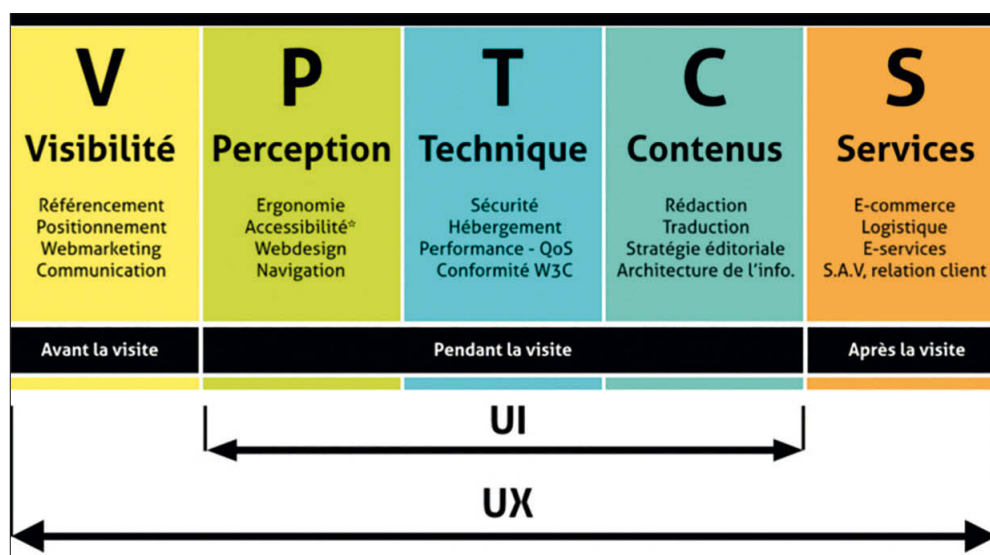 V
Visibilité
Référencement
Positionnement
Webmarketing
Communication
P
Perception
Ergonomie
Accessibilité*
Webdesign
Navigation
T
Technique
Sécurité
Hébergement
Performance - QoS
Conformité W3C
C
Contenus
Rédaction
Traduction
Stratégie éditoriale
Architecture de l'info.
S
Services
E-commerce
Logistique
E-services
S.A.V, relation client
Avant la visite
Pendant la visite
Après la visite
UI
UX